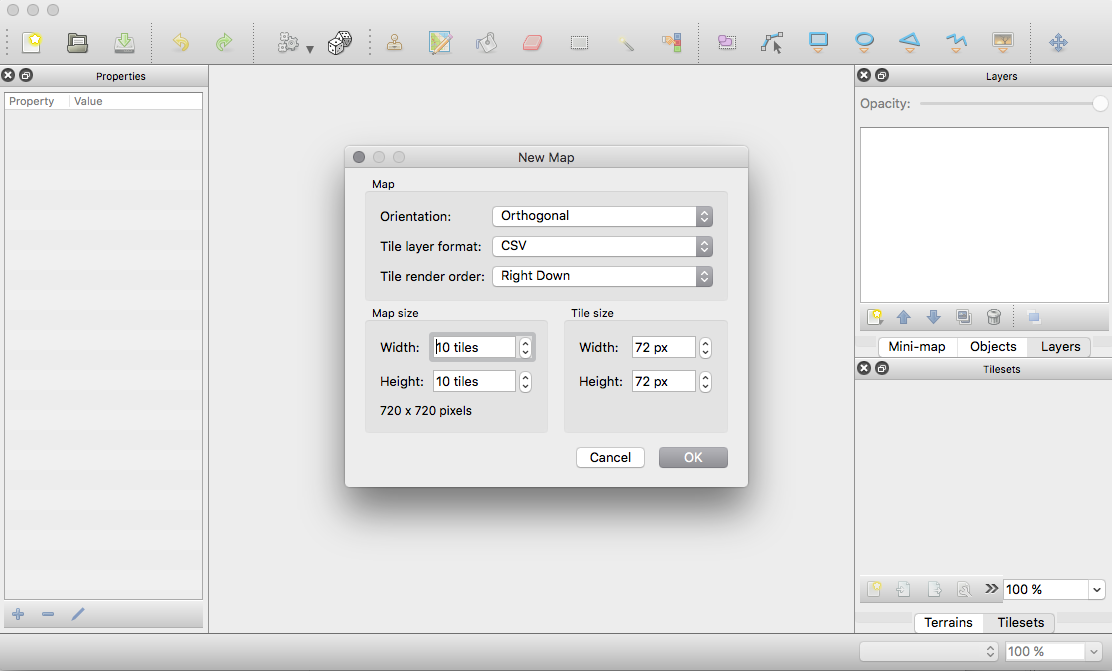 Properties
Property Value
New Map
Map
Orientation: Orthogonal
Tile layer format: CSV
Tile render order: Right Down
Map size
Width: 10 tiles
Height: 10 tiles
720 x 720 pixels
Tile size
Width: 72 px
Height: 72 px
Cancel OK
Layers
Opacity:
Mini-map Objects Layers
Tilesets
100 %
Terrains Tilesets
100 %